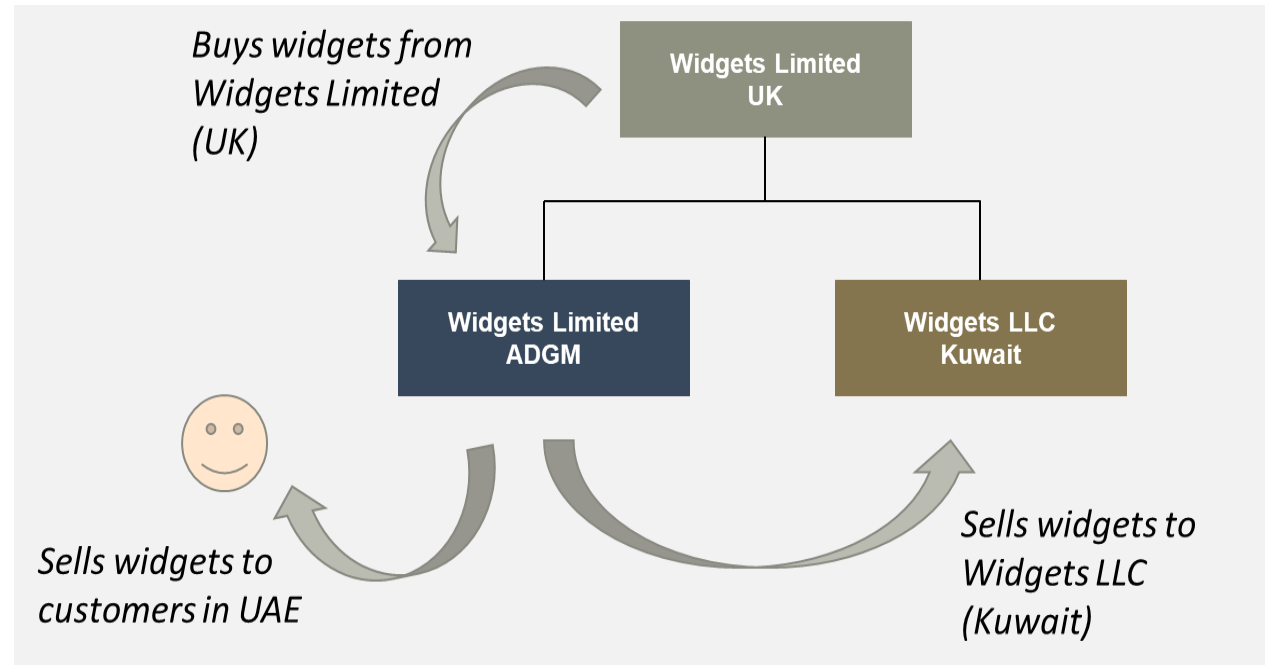 Buys widgets from
Widgets Limited
(UK)
Widgets Limited
UK
Widgets Limited
ADGM
Widgets LLC
Kuwait
Sells widgets to
customers in UAE
Sells widgets to
Widgets LLC
(Kuwait)